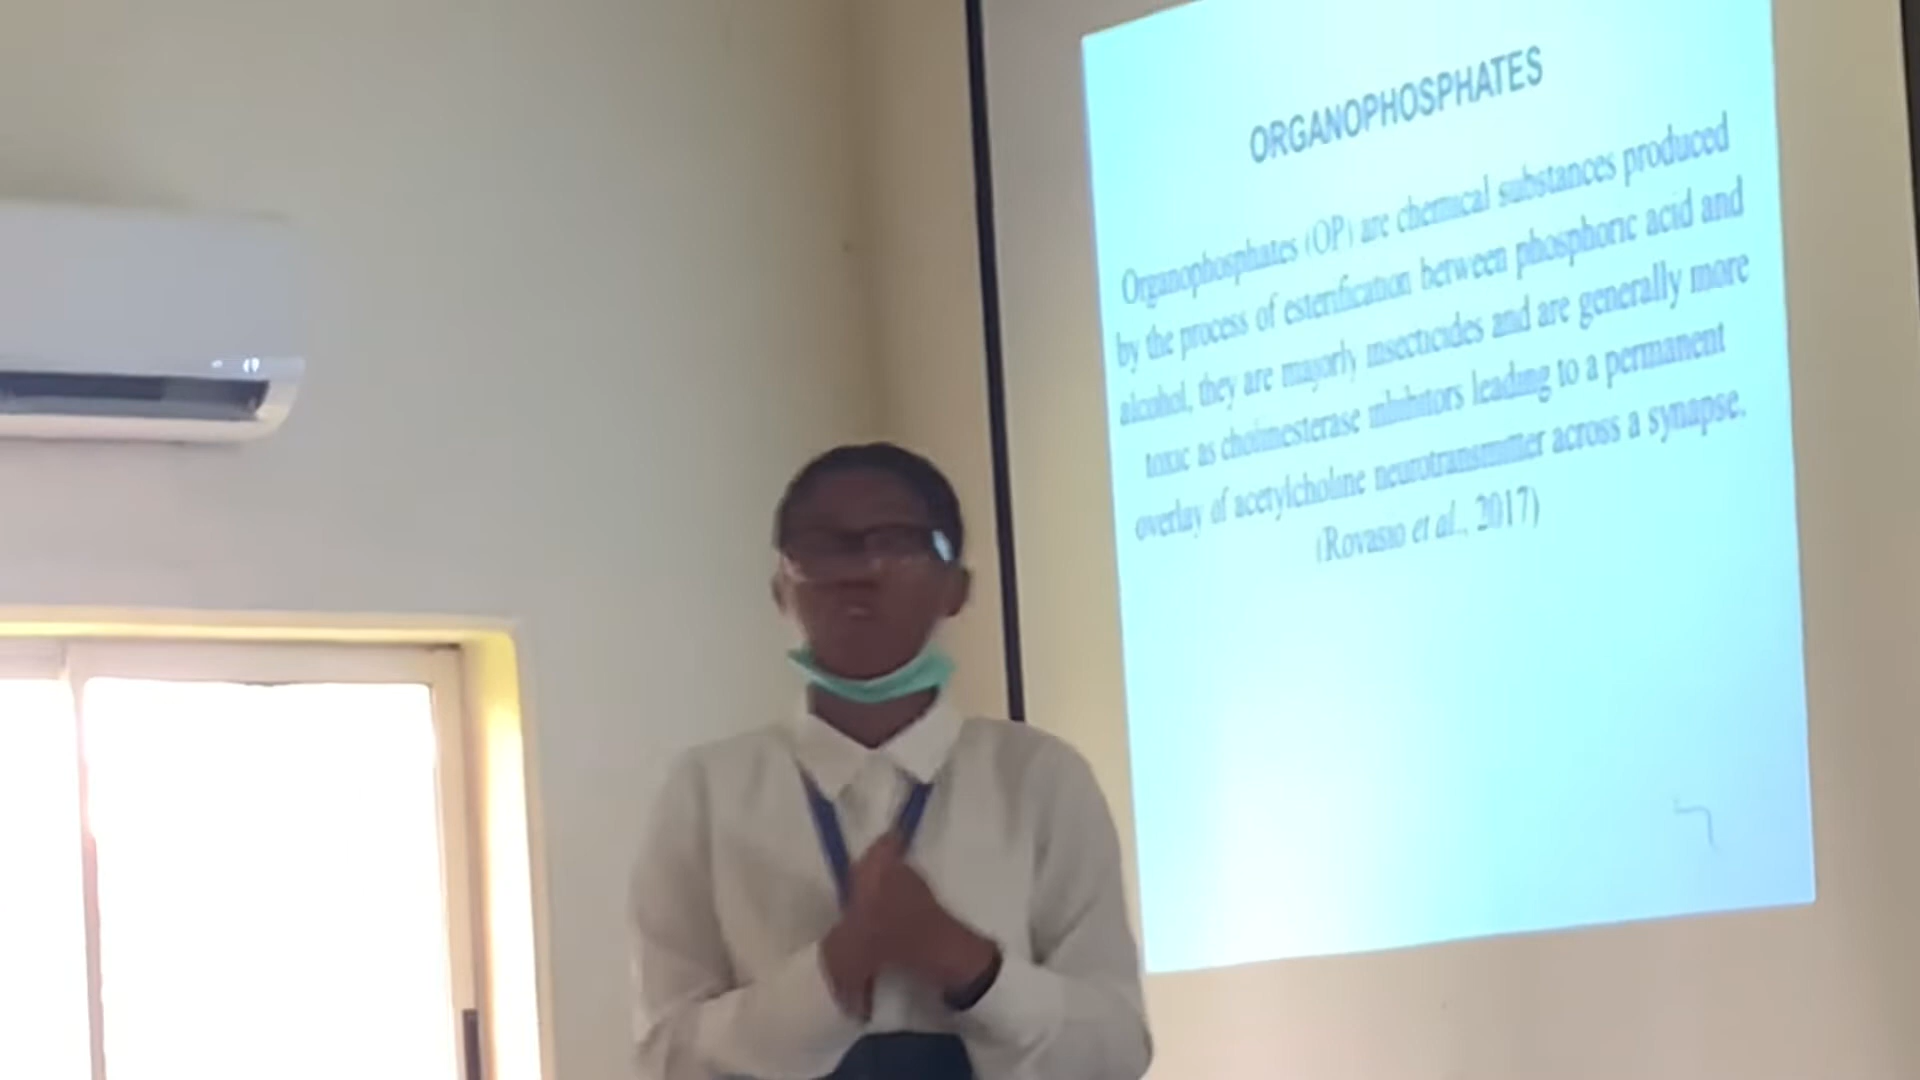 ORGANOPHOSPHATES
Organophosphates (OP) are chemical substances produced
by the process of esterification between phosphoric acid and
alcohol, they are majorly insecticides and are generally more
toxic as cholinesterase inhibitors leading to a permanent
overlay of acetylcholine neurotransmitter across a synapse.
(Rovasio et al., 2017)